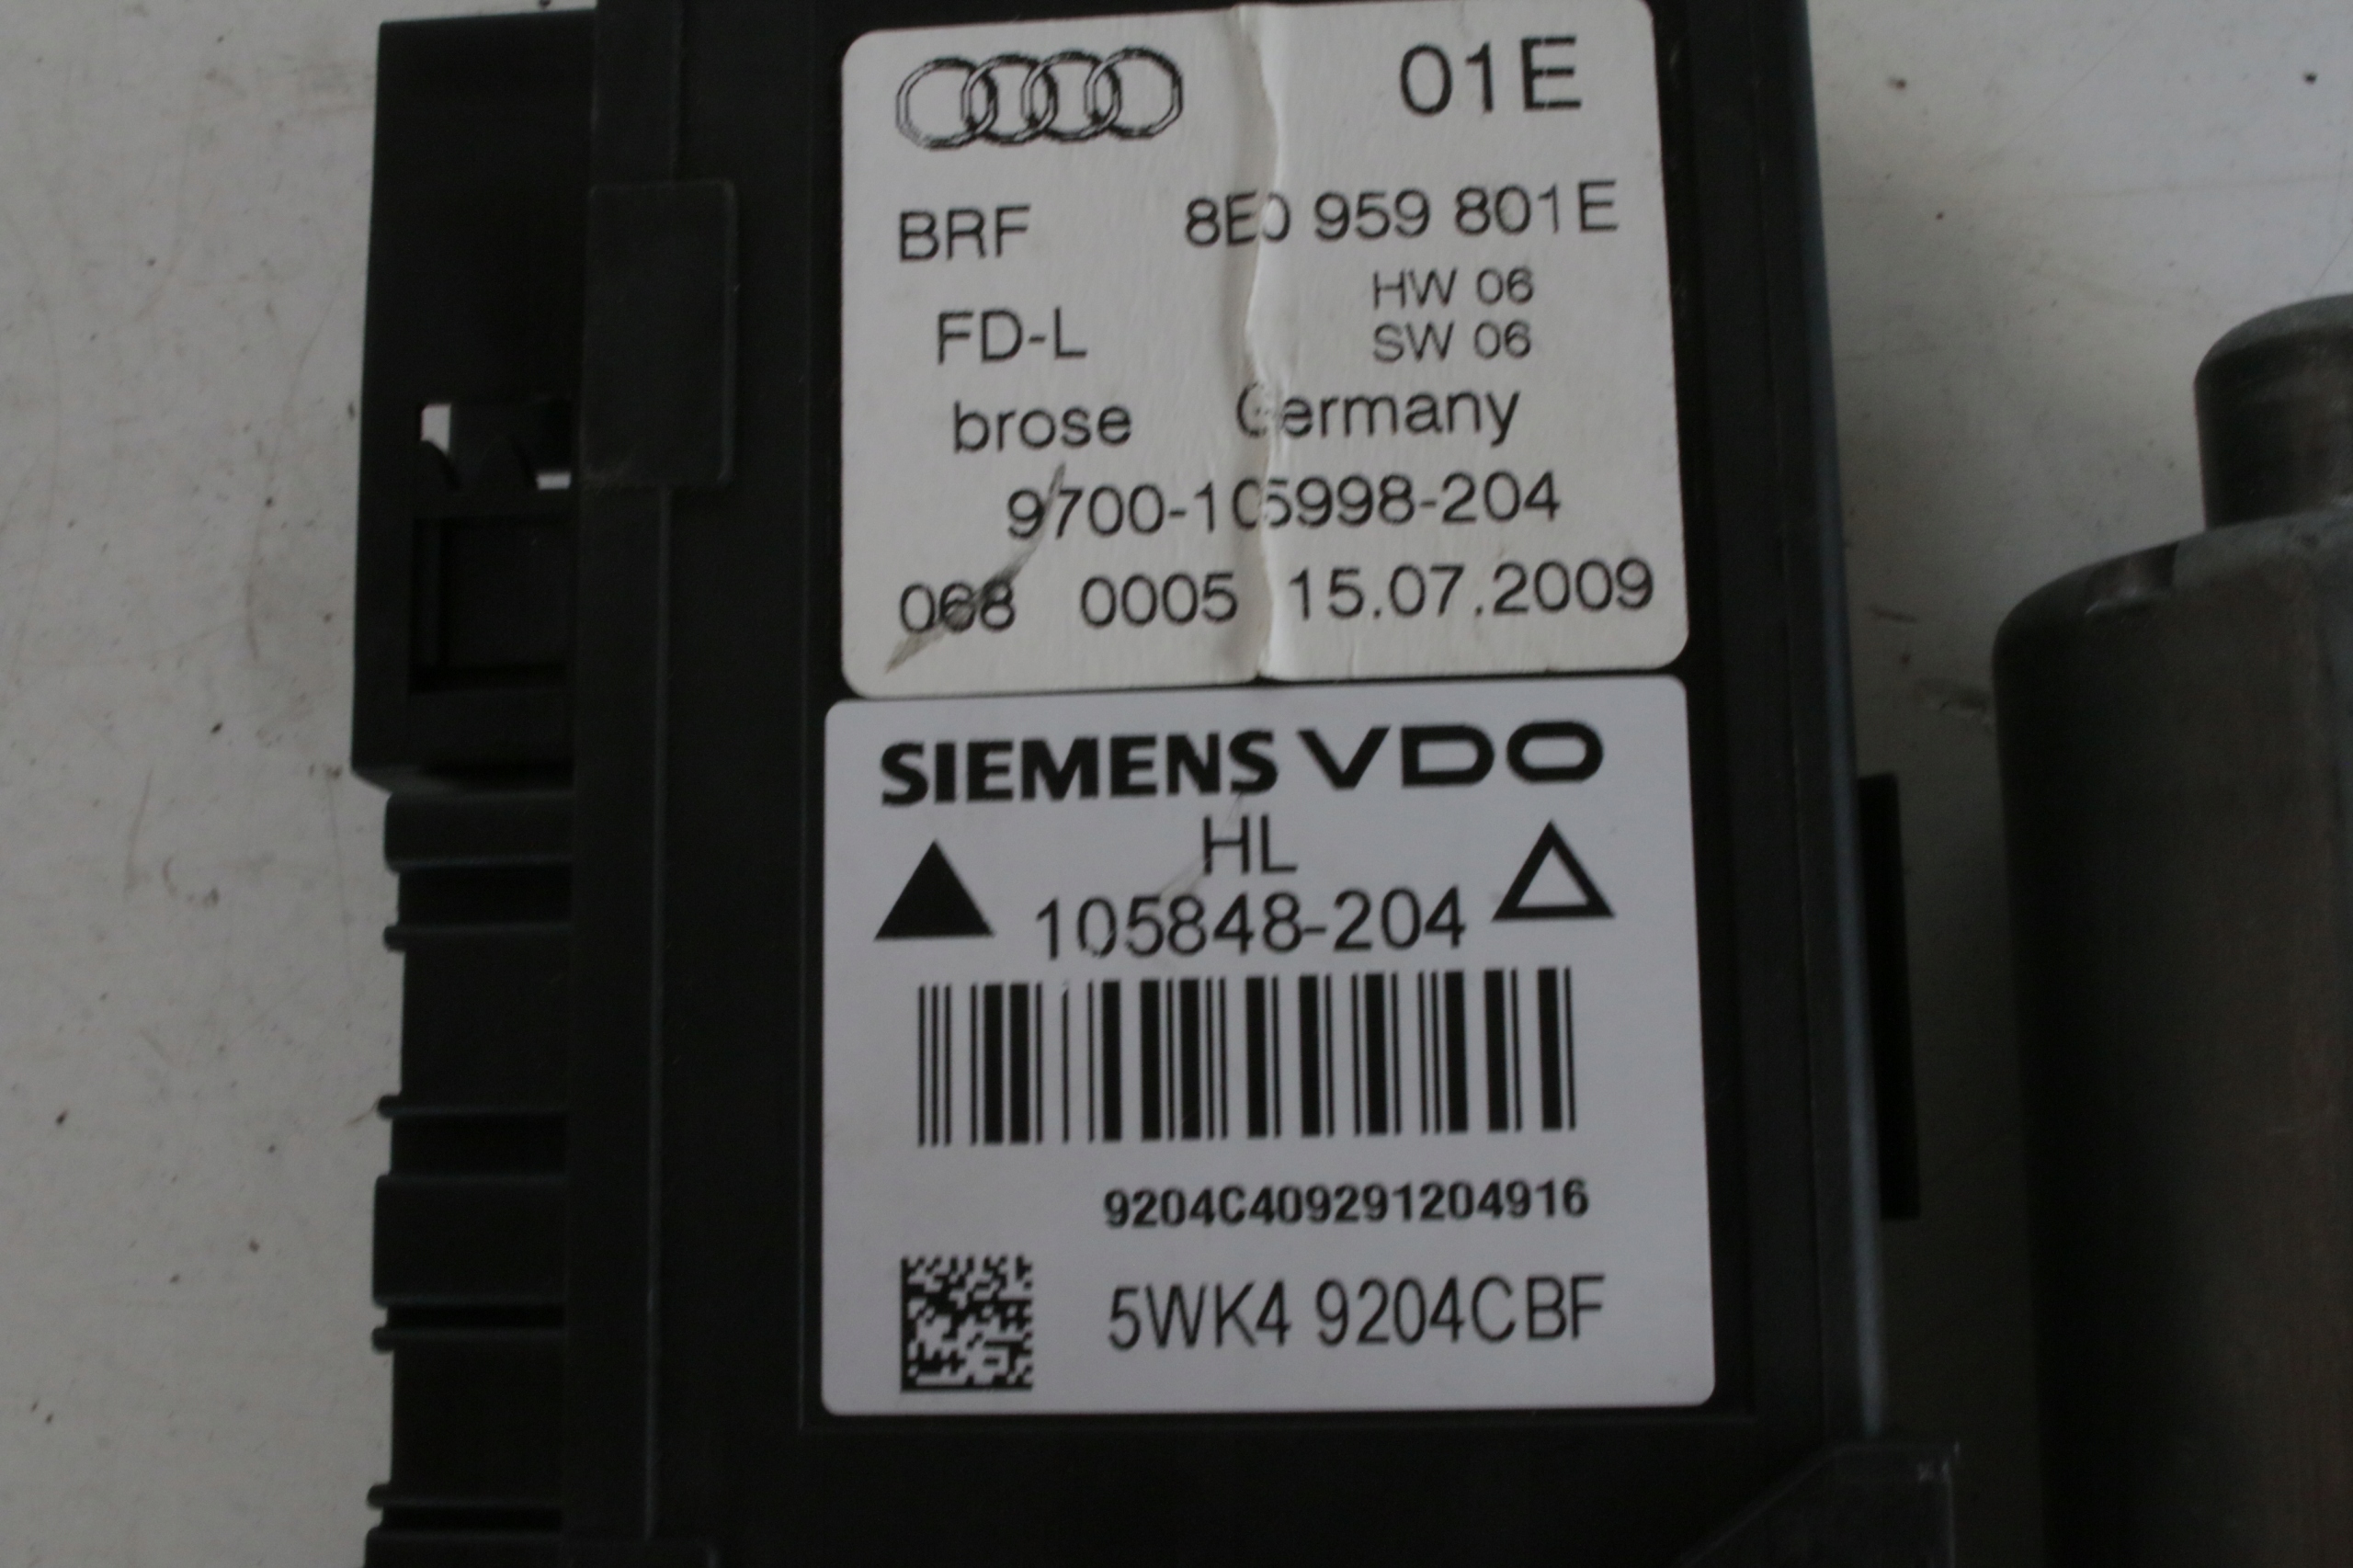 01E
BRF 8E0 959 801E
HW 06
FD-L SW 06
brose Germany
9700-105998-204
068 0005 15.07.2009
SIEMENS VDO
HL
105848-204
9204C409291204916
5WK4 9204CBF